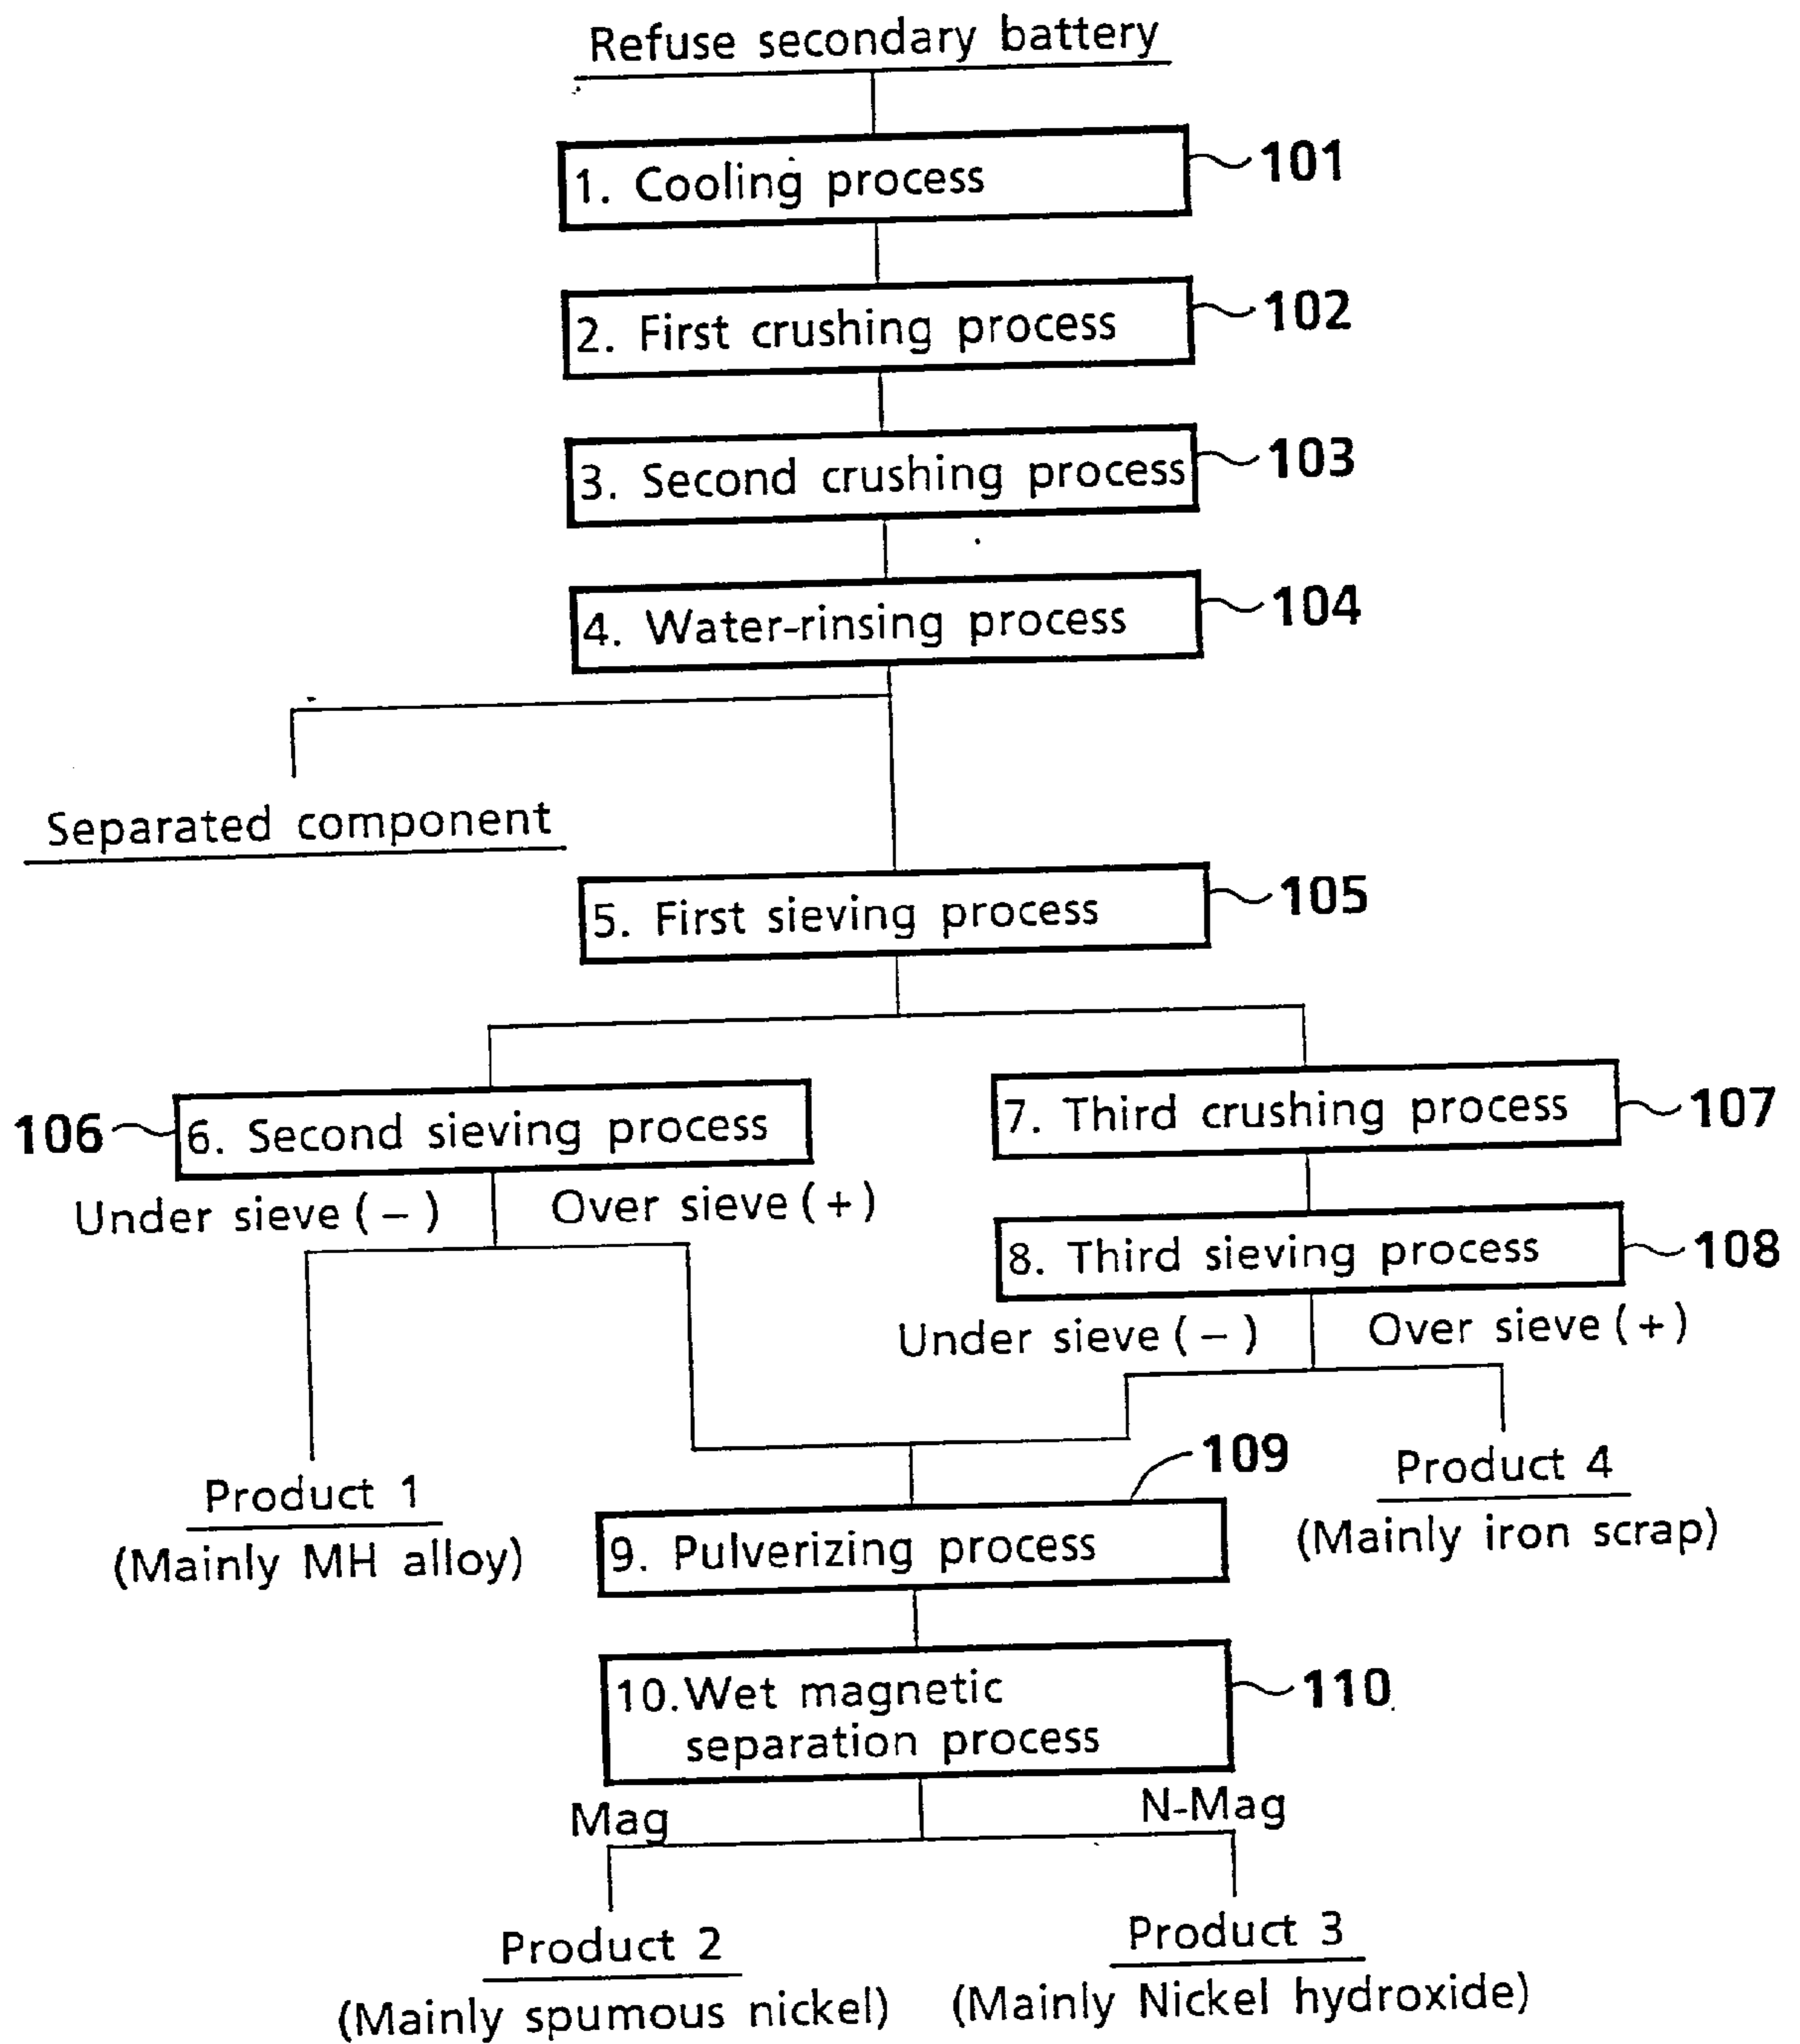 Refuse secondary battery
1. Cooling process
101
2. First crushing process
102
3. Second crushing process
103
4. Water-rinsing process
104
Separated component
5. First sieving process
105
106
6. Second sieving process
7. Third crushing process
107
Under sieve (−)
Over sieve (+)
8. Third sieving process
108
Under sieve (−)
Over sieve (+)
Product 1
(Mainly MH alloy)
109
9. Pulverizing process
Product 4
(Mainly iron scrap)
10. Wet magnetic
separation process
110
Mag
N-Mag
Product 2
(Mainly spumous nickel)
Product 3
(Mainly Nickel hydroxide)